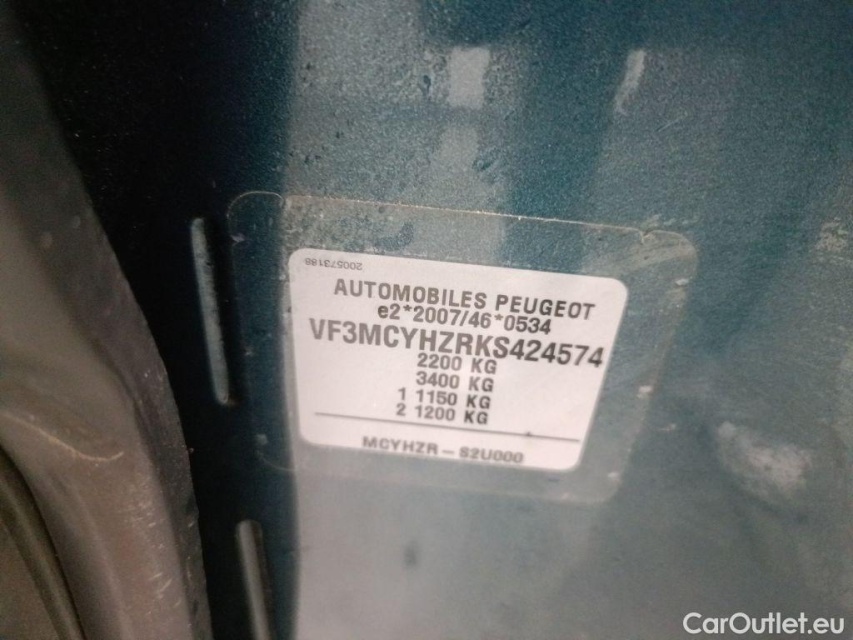 200573188
AUTOMOBILES PEUGEOT
e2*2007/46*0534
VF3MCYHZRKS424574
2200 KG
3400 KG
1 1150 KG
2 1200 KG
MCYHZR - S2U000
CarOutlet.eu